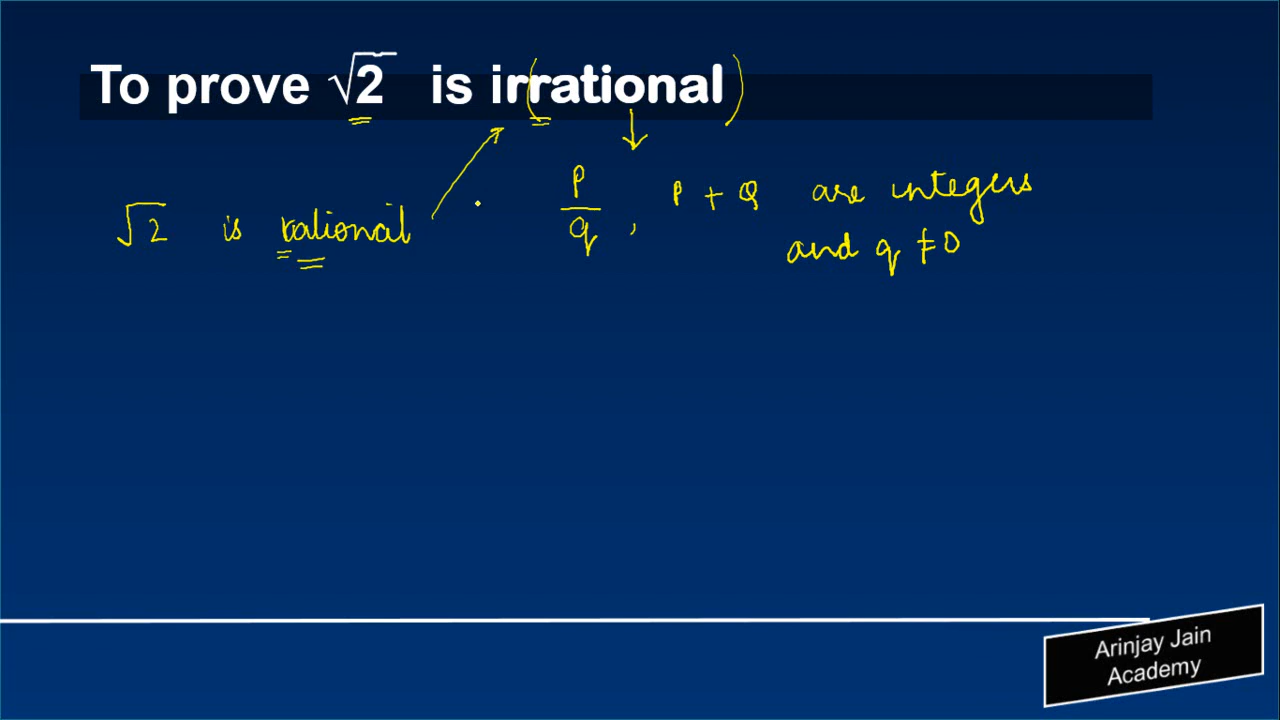 To prove √2 is irrational
√2 is rational
p/q , P + Q are integers
and q ≠ 0
Arinjay Jain
Academy